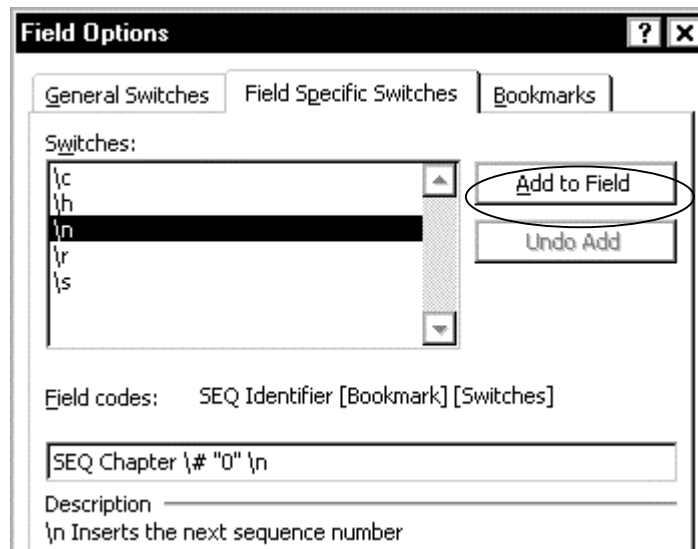 Field Options
General Switches Field Specific Switches Bookmarks
Switches:
\c
\h
\n
\r
\s
Add to Field
Undo Add
Field codes: SEQ Identifier [Bookmark] [Switches]
SEQ Chapter \# "0" \n
Description
\n Inserts the next sequence number